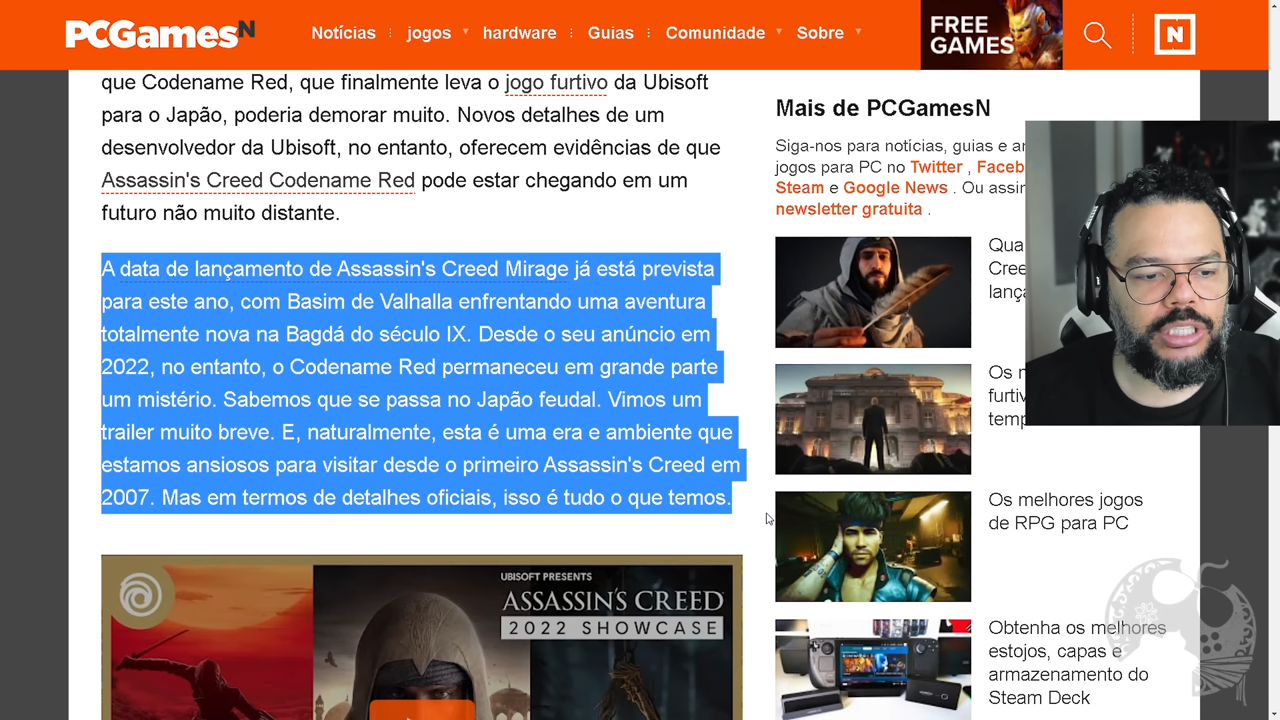 PCGamesN
Notícias
jogos
hardware
Guias
Comunidade
Sobre
FREE
GAMES
N
que Codename Red, que finalmente leva o jogo furtivo da Ubisoft
para o Japão, poderia demorar muito. Novos detalhes de um
desenvolvedor da Ubisoft, no entanto, oferecem evidências de que
Assassin's Creed Codename Red pode estar chegando em um
futuro não muito distante.
A data de lançamento de Assassin's Creed Mirage já está prevista
para este ano, com Basim de Valhalla enfrentando uma aventura
totalmente nova na Bagdá do século IX. Desde o seu anúncio em
2022, no entanto, o Codename Red permaneceu em grande parte
um mistério. Sabemos que se passa no Japão feudal. Vimos um
trailer muito breve. E, naturalmente, esta é uma era e ambiente que
estamos ansiosos para visitar desde o primeiro Assassin's Creed em
2007. Mas em termos de detalhes oficiais, isso é tudo o que temos.
UBISOFT PRESENTS
ASSASSIN'S CREED
2022 SHOWCASE
Mais de PCGamesN
Siga-nos para notícias, guias e
jogos para PC no Twitter , Faceb
Steam e Google News . Ou assi
newsletter gratuita .
Qua
Cree
lança
Os
furtiv
temp
Os melhores jogos
de RPG para PC
Obtenha os melhores
estojos, capas e
armazenamento do
Steam Deck